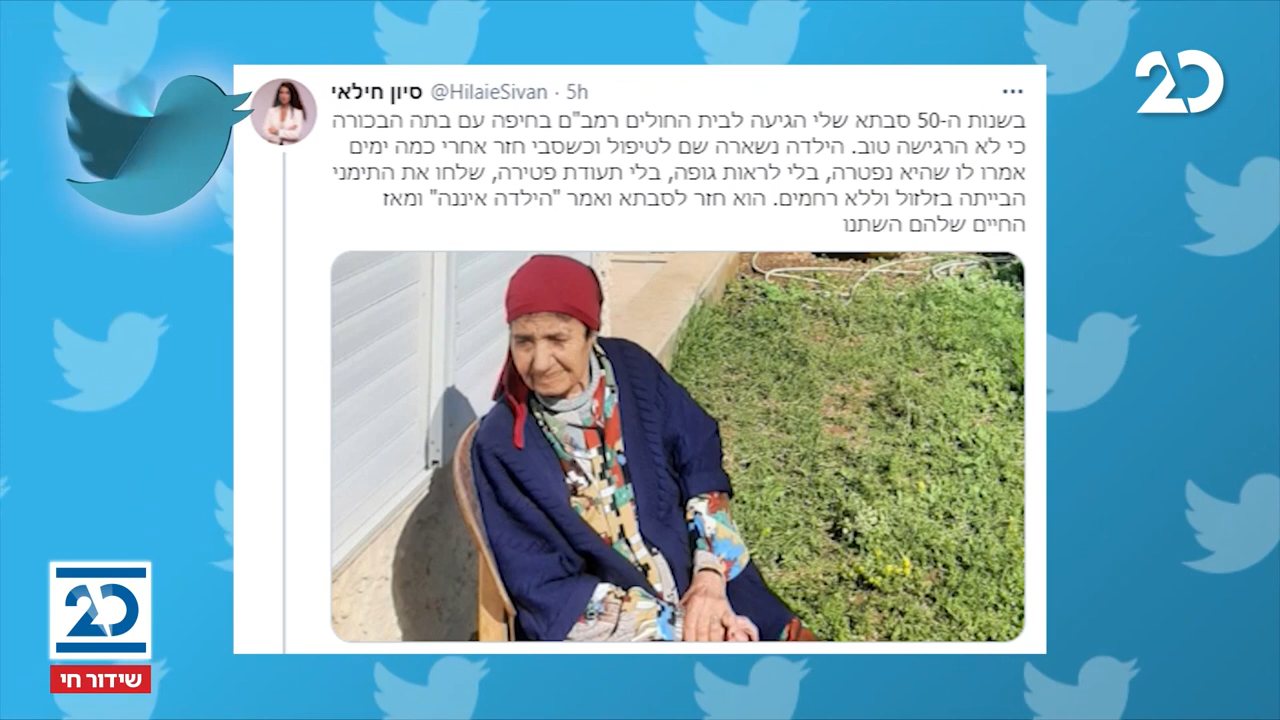 סיון חילאי @HilaieSivan · 5h
בשנות ה-50 סבתא שלי הגיעה לבית החולים רמב"ם בחיפה עם בתה הבכורה
כי לא הרגישה טוב. הילדה נשארה שם לטיפול וכשסבי חזר אחרי כמה ימים
אמרו לו שהיא נפטרה, בלי לראות גופה, בלי תעודת פטירה, שלחו את התימני
הבייתה בזלזול וללא רחמים. הוא חזר לסבתא ואמר "הילדה איננה" ומאז
החיים שלהם השתנו
20
20
שידור חי